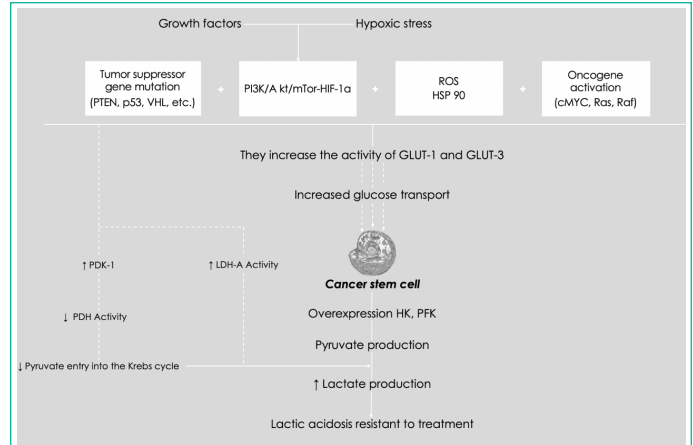 Growth factors
Hypoxic stress
Tumor suppressor
gene mutation
(PTEN, p53, VHL, etc.)
+
PI3K/A kt/mTor-HIF-1a
+
ROS
HSP 90
+
Oncogene
activation
(cMYC, Ras, Raf)
They increase the activity of GLUT-1 and GLUT-3
Increased glucose transport
↑ PDK-1
↑ LDH-A Activity
Cancer stem cell
Overexpression HK, PFK
↓ PDH Activity
Pyruvate production
↓ Pyruvate entry into the Krebs cycle
↑ Lactate production
Lactic acidosis resistant to treatment